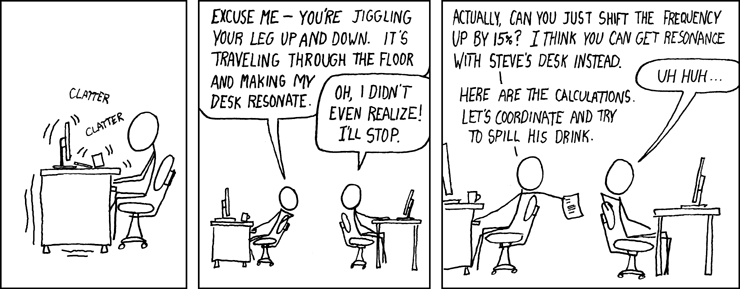 CLATTER
CLATTER
EXCUSE ME – YOU'RE JIGGLING
YOUR LEG UP AND DOWN. IT'S
TRAVELING THROUGH THE FLOOR
AND MAKING MY
DESK RESONATE.
OH, I DIDN'T
EVEN REALIZE!
I'LL STOP.
ACTUALLY, CAN YOU JUST SHIFT THE FREQUENCY
UP BY 15%? I THINK YOU CAN GET RESONANCE
WITH STEVE'S DESK INSTEAD.
UH HUH...
HERE ARE THE CALCULATIONS.
LET'S COORDINATE AND TRY
TO SPILL HIS DRINK.